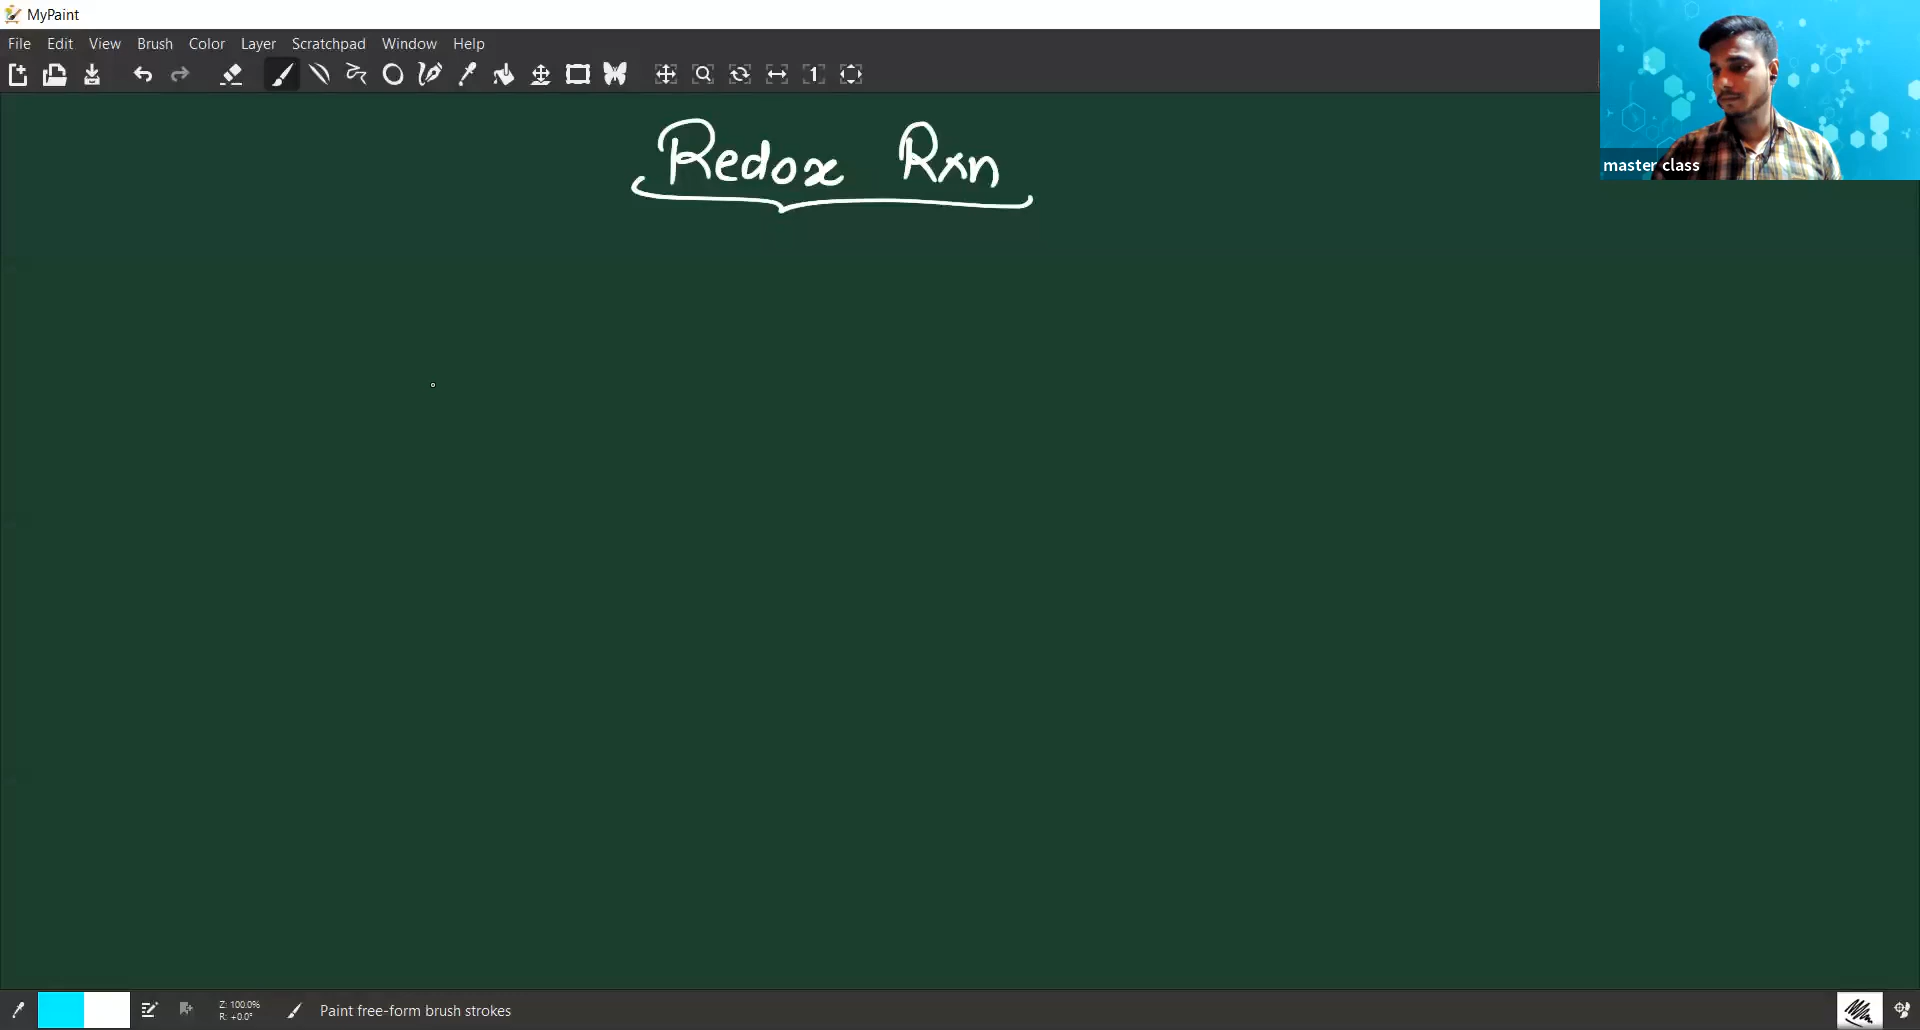 MyPaint
File Edit View Brush Color Layer Scratchpad Window Help
1
master class
Redox Rxn
Z: 100.0%
R: +0.0°
Paint free-form brush strokes